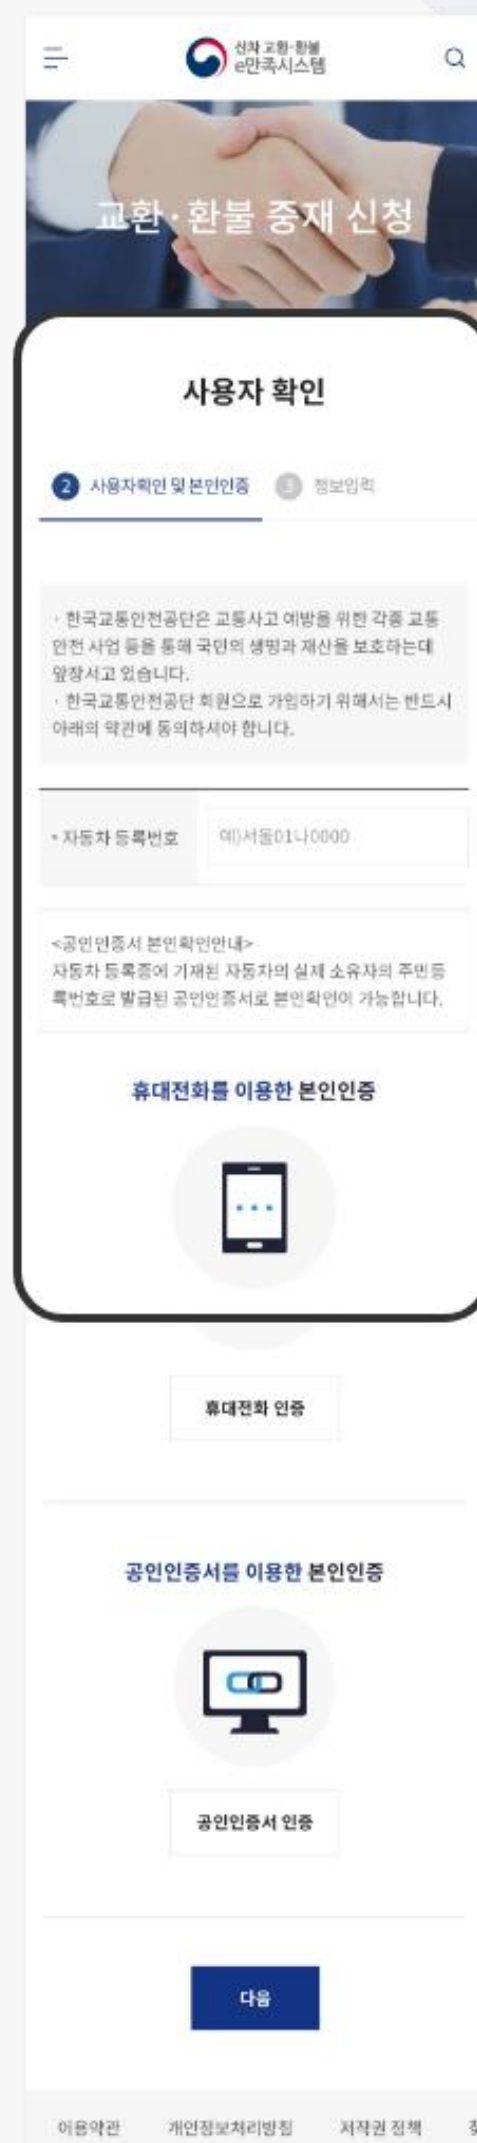 신차 교환·환불
e만족시스템
교환·환불 중재 신청
사용자 확인
2 사용자확인 및 본인인증 3 정보입력
· 한국교통안전공단은 교통사고 예방을 위한 각종 교통
안전 사업 등을 통해 국민의 생명과 재산을 보호하는데
앞장서고 있습니다.
· 한국교통안전공단 회원으로 가입하기 위해서는 반드시
아래의 약관에 동의하셔야 합니다.
• 자동차 등록번호 예)서울01나0000
<공인인증서 본인확인안내>
자동차 등록증에 기재된 자동차의 실제 소유자의 주민등
록번호로 발급된 공인인증서로 본인확인이 가능합니다.
휴대전화를 이용한 본인인증
휴대전화 인증
공인인증서를 이용한 본인인증
공인인증서 인증
다음
이용약관 개인정보처리방침 저작권 정책